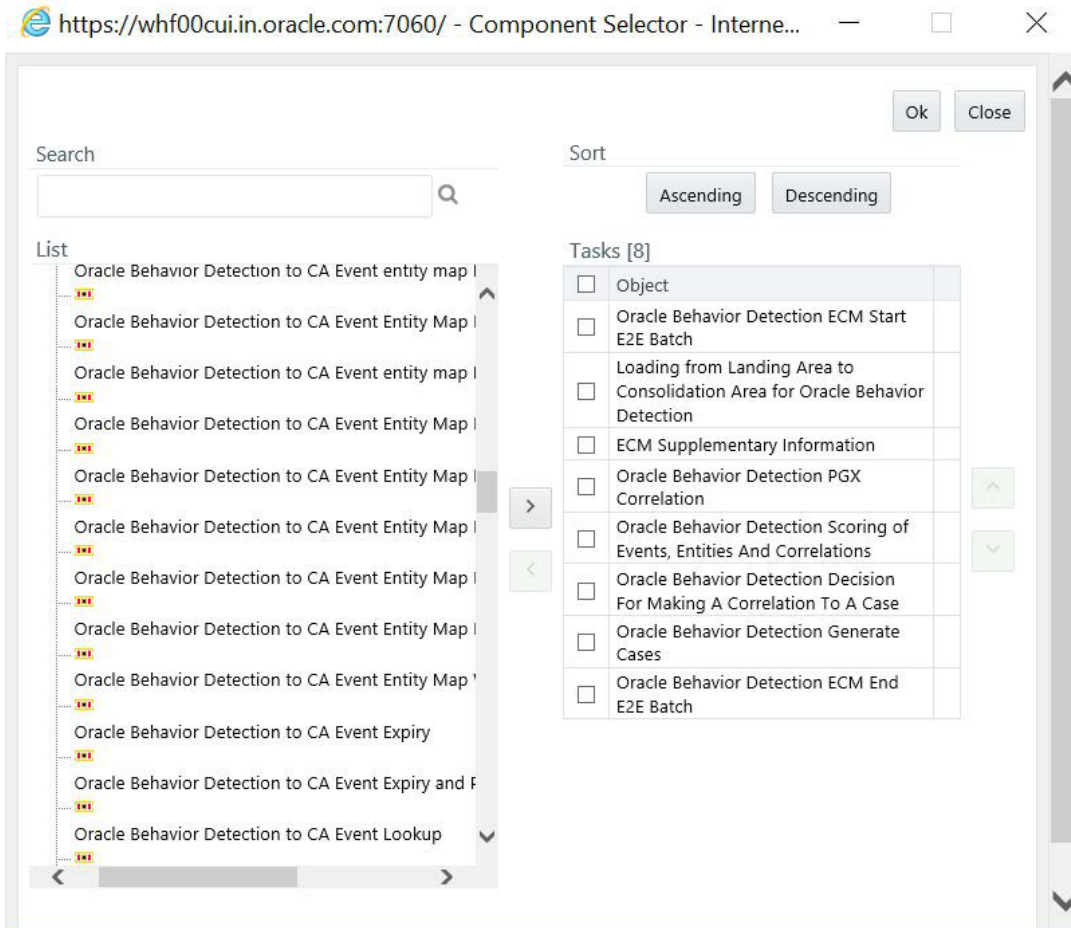 https://whf00cui.in.oracle.com:7060/ - Component Selector - Interne...
Ok
Close
Search
Sort
Ascending
Descending
List
Tasks [8]
Oracle Behavior Detection to CA Event entity map
Oracle Behavior Detection to CA Event Entity Map
Oracle Behavior Detection to CA Event entity map
Oracle Behavior Detection to CA Event Entity Map
Oracle Behavior Detection to CA Event Entity Map
Oracle Behavior Detection to CA Event Entity Map
Oracle Behavior Detection to CA Event Entity Map
Oracle Behavior Detection to CA Event Entity Map
Oracle Behavior Detection to CA Event Entity Map
Oracle Behavior Detection to CA Event Expiry
Oracle Behavior Detection to CA Event Expiry and
Oracle Behavior Detection to CA Event Lookup
Object
Oracle Behavior Detection ECM Start
E2E Batch
Loading from Landing Area to
Consolidation Area for Oracle Behavior
Detection
ECM Supplementary Information
Oracle Behavior Detection PGX
Correlation
Oracle Behavior Detection Scoring of
Events, Entities And Correlations
Oracle Behavior Detection Decision
For Making A Correlation To A Case
Oracle Behavior Detection Generate
Cases
Oracle Behavior Detection ECM End
E2E Batch